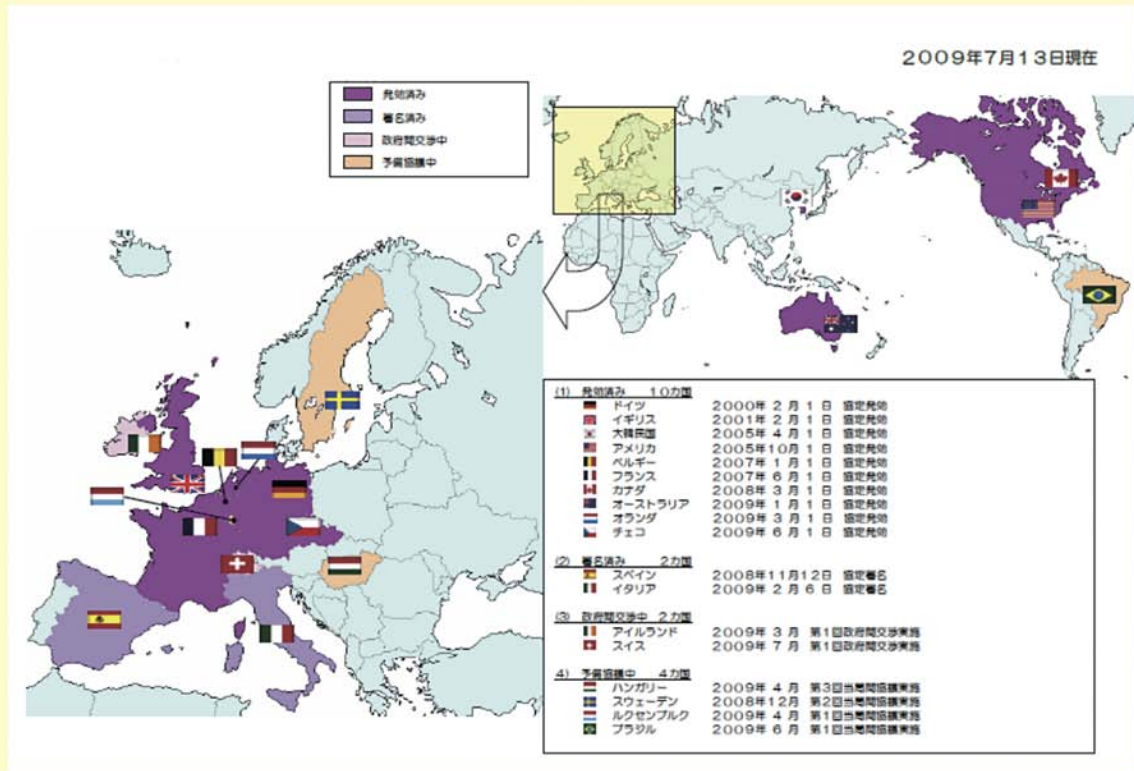 2009年7月13日現在
発効済み
署名済み
政府間交渉中
予備協議中
(1) 発効済み 10カ国
ドイツ 2000年 2月 1日 協定発効
イギリス 2001年 2月 1日 協定発効
大韓民国 2005年 4月 1日 協定発効
アメリカ 2005年10月 1日 協定発効
ベルギー 2007年 1月 1日 協定発効
フランス 2007年 6月 1日 協定発効
カナダ 2008年 3月 1日 協定発効
オーストラリア 2009年 1月 1日 協定発効
オランダ 2009年 3月 1日 協定発効
チェコ 2009年 6月 1日 協定発効
(2) 署名済み 2カ国
スペイン 2008年11月12日 協定署名
イタリア 2009年 2月 6日 協定署名
(3) 政府間交渉中 2カ国
アイルランド 2009年 3月 第1回政府間交渉実施
スイス 2009年 7月 第1回政府間交渉実施
4) 予備協議中 4カ国
ハンガリー 2009年 4月 第3回当局間協議実施
スウェーデン 2008年12月 第2回当局間協議実施
ルクセンブルク 2009年 4月 第1回当局間協議実施
ブラジル 2009年 6月 第1回当局間協議実施